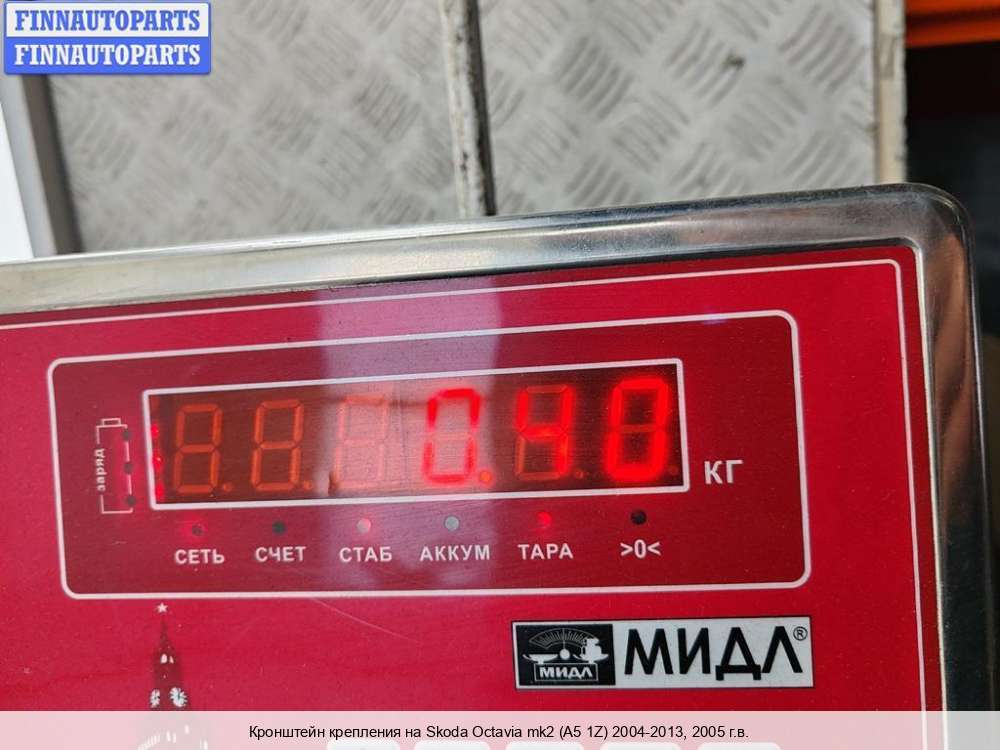 FINNAUTOPARTS
FINNAUTOPARTS
заряд
0.40
КГ
СЕТЬ СЧЕТ СТАБ АККУМ ТАРА >0<
МИДЛ
МИДЛ®
Кронштейн крепления на Skoda Octavia mk2 (A5 1Z) 2004-2013, 2005 г.в.